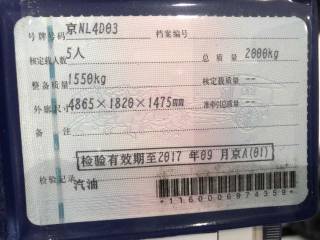 号牌号码 京NL4D03 档案编号
核定载人数 5人 总质量 2000kg
整备质量 1550kg 核定载质量 --
外廓尺寸 4865×1820×1475mm 准牵引总质量 --
备注
检验有效期至2017年09月京A(01)
检验记录
汽油